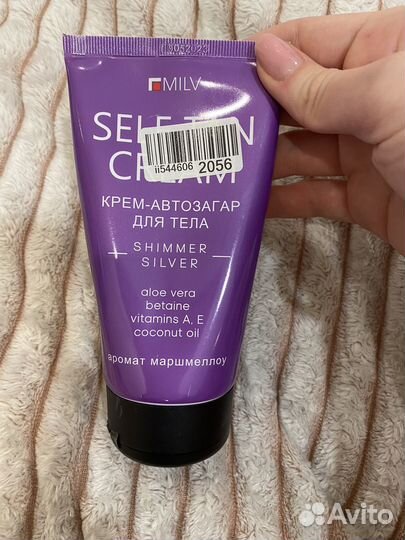 MILV
SELF TAN
CREAM
ii544606 2056
КРЕМ-АВТОЗАГАР
ДЛЯ ТЕЛА
SHIMMER
SILVER
aloe vera
betaine
vitamins A, E
coconut oil
аромат маршмеллоу
Avito